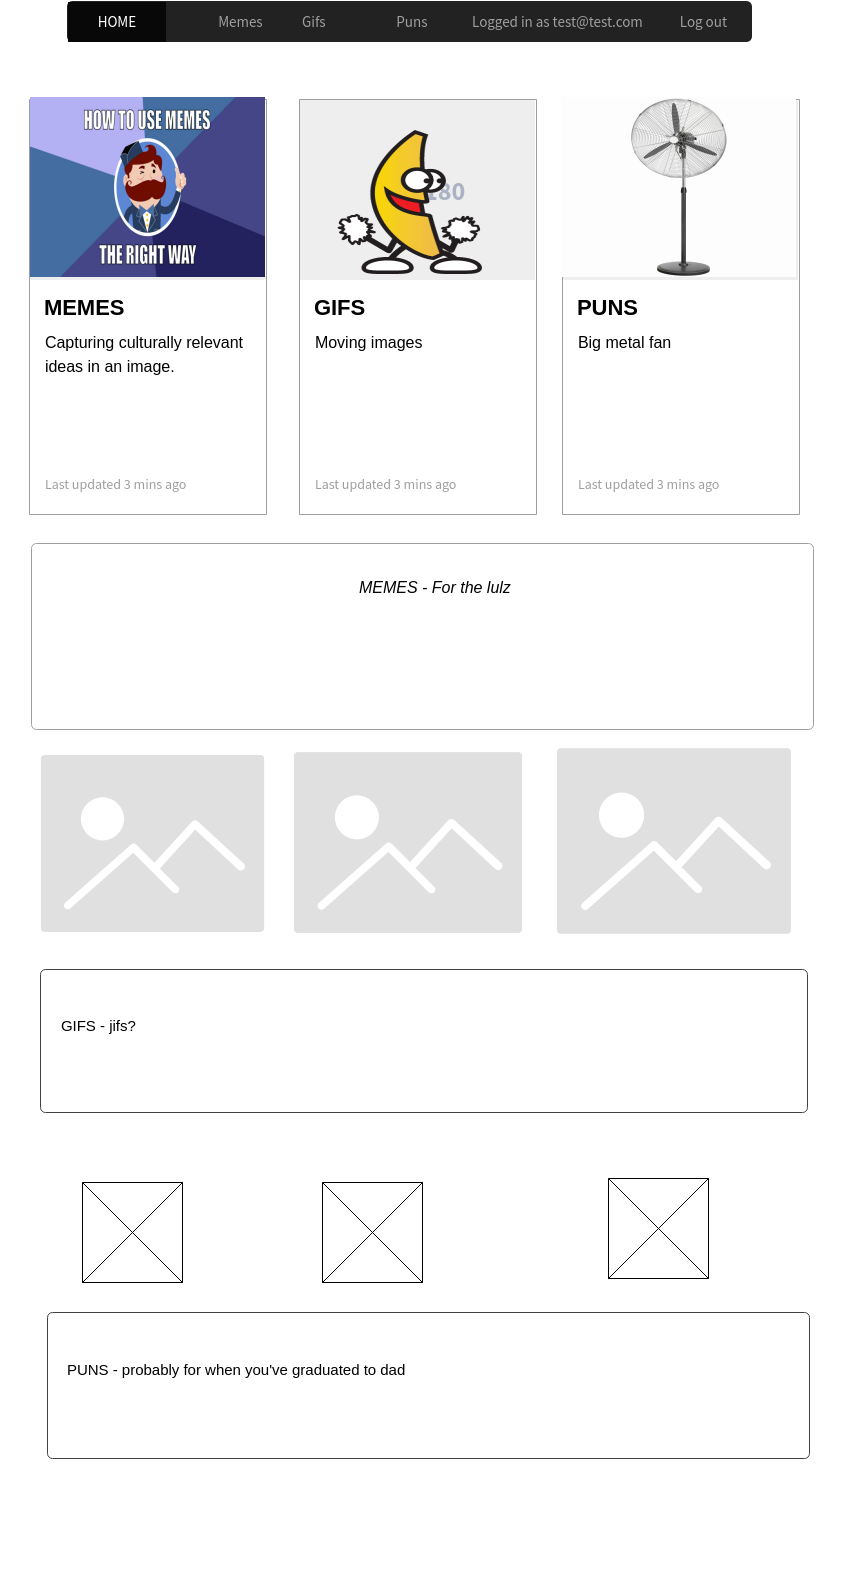 HOME Memes Gifs Puns Logged in as test@test.com Log out
HOW TO USE MEMES
THE RIGHT WAY
180
MEMES
Capturing culturally relevant
ideas in an image.
Last updated 3 mins ago
GIFS
Moving images
Last updated 3 mins ago
PUNS
Big metal fan
Last updated 3 mins ago
MEMES - For the lulz
GIFS - jifs?
PUNS - probably for when you've graduated to dad